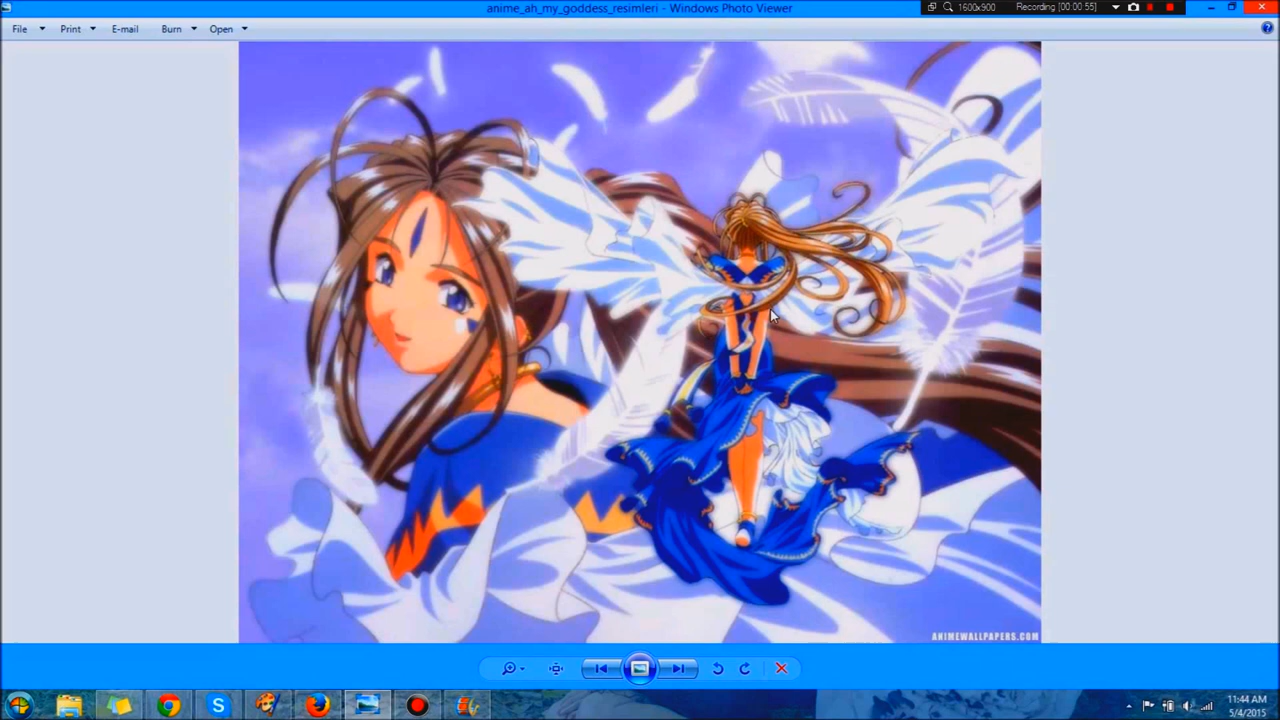 anime_ah_my_goddess_resimleri - Windows Photo Viewer
1600x900
Recording [00:00:55]
File
Print
E-mail
Burn
Open
ANIMEWALLPAPERS.COM
11:44 AM
5/4/2015